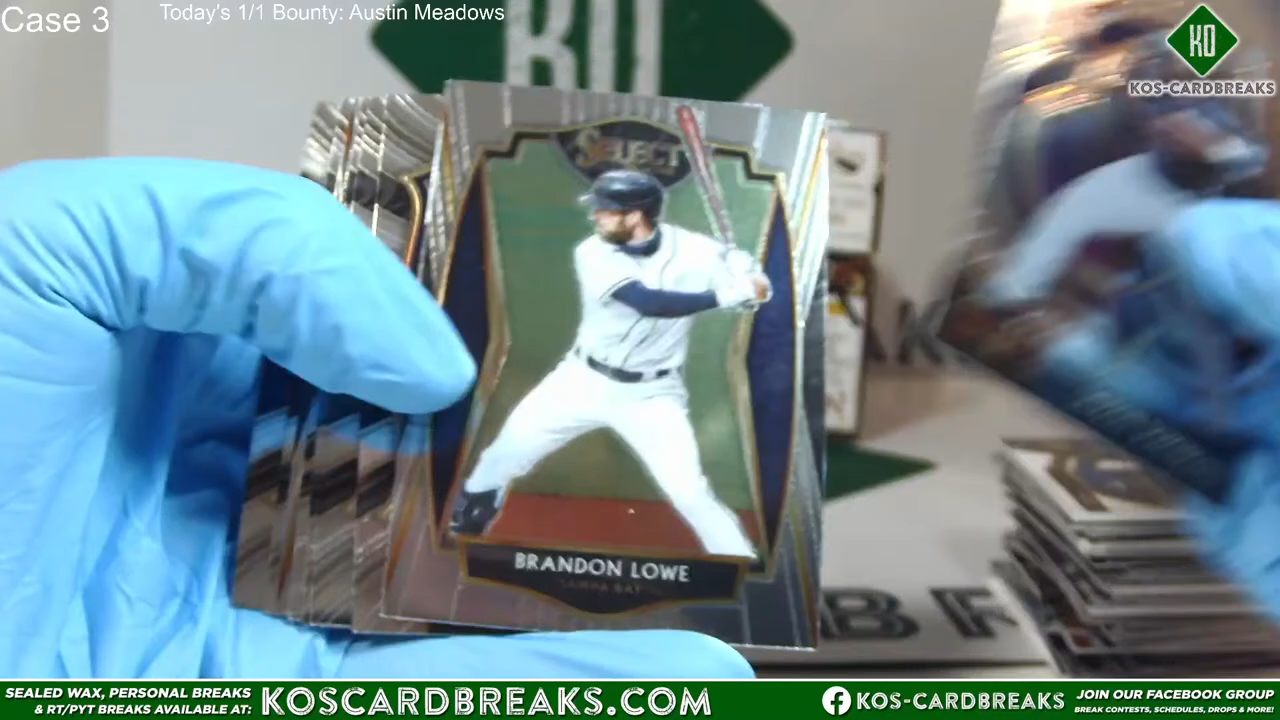 Case 3
Today's 1/1 Bounty: Austin Meadows
KO
KOS-CARDBREAKS
SELECT
BRANDON LOWE
TAMPA BAY
SEALED WAX, PERSONAL BREAKS
& RT/PYT BREAKS AVAILABLE AT:
KOSCARDBREAKS.COM
KOS-CARDBREAKS
JOIN OUR FACEBOOK GROUP
BREAK CONTESTS, SCHEDULES, DROPS & MORE!